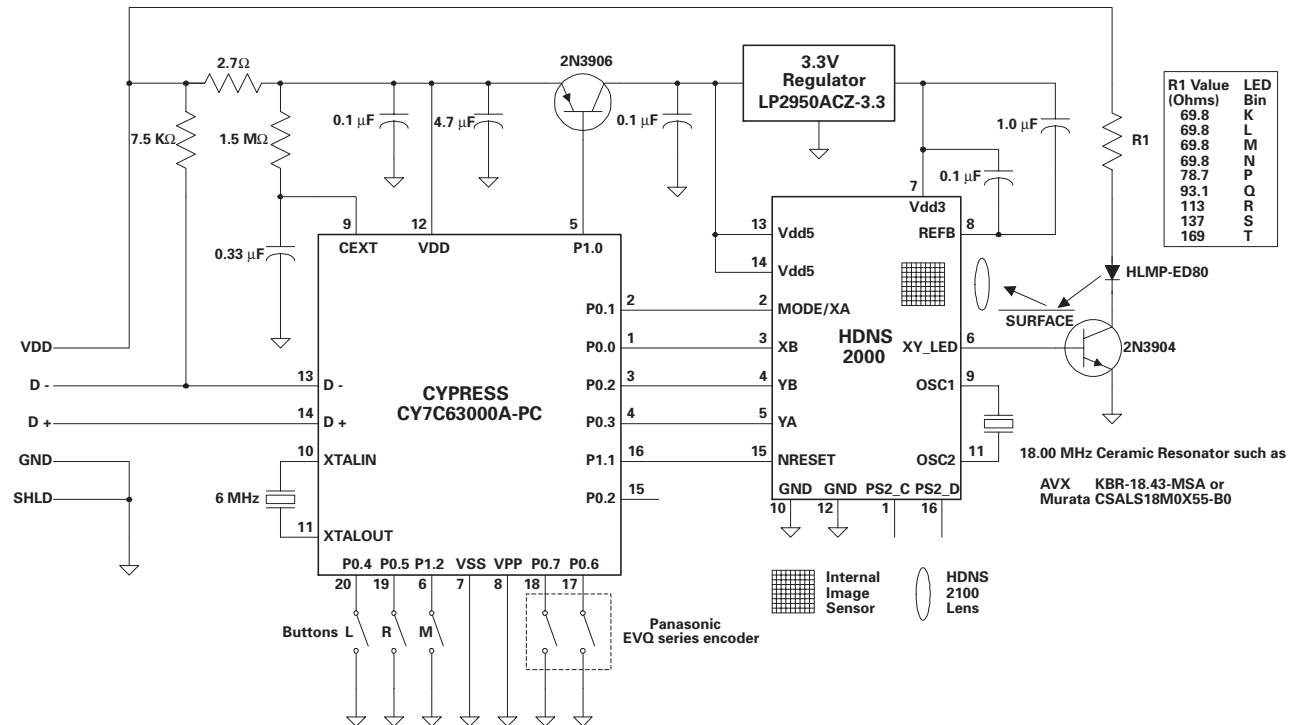 2.7Ω
2N3906
3.3V
Regulator
LP2950ACZ-3.3
R1 Value LED
(Ohms) Bin
69.8 K
69.8 L
69.8 M
69.8 N
78.7 P
93.1 Q
113 R
137 S
169 T
7.5 KΩ
1.5 MΩ
0.1 µF
4.7 µF
0.1 µF
1.0 µF
R1
0.1 µF
0.33 µF
9
12
5
7
CEXT
VDD
P1.0
Vdd3
13
Vdd5
REFB
8
14
Vdd5
HLMP-ED80
SURFACE
P0.1
2
2
MODE/XA
HDNS
2000
P0.0
1
3
XB
XY_LED
6
2N3904
VDD
D -
13
D -
CYPRESS
CY7C63000A-PC
P0.2
3
4
YB
OSC1
9
D +
14
D +
P0.3
4
5
YA
GND
10
XTALIN
P1.1
16
15
NRESET
OSC2
11
18.00 MHz Ceramic Resonator such as
AVX KBR-18.43-MSA or
Murata CSALS18M0X55-B0
SHLD
6 MHz
P0.2
15
GND
GND
PS2_C
PS2_D
10
12
1
16
11
XTALOUT
P0.4
P0.5
P1.2
VSS
VPP
P0.7
P0.6
20
19
6
7
8
18
17
Internal
Image
Sensor
HDNS
2100
Lens
Buttons L
R
M
Panasonic
EVQ series encoder